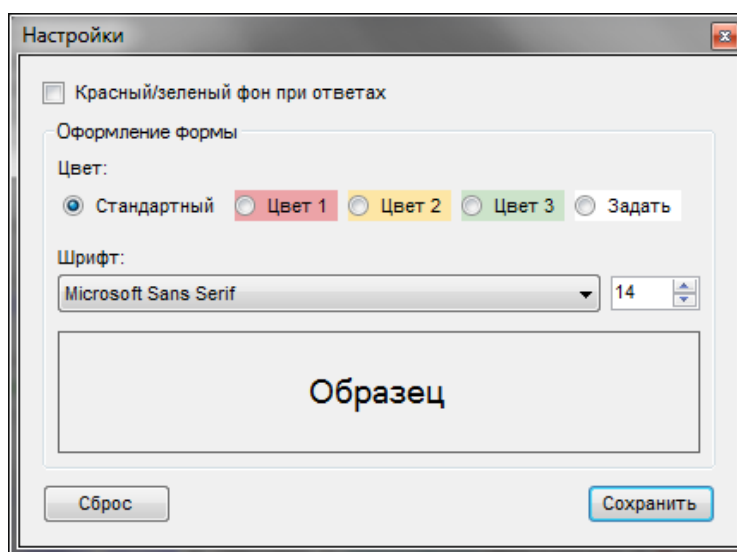 Настройки
Красный/зеленый фон при ответах
Оформление формы
Цвет:
Стандартный Цвет 1 Цвет 2 Цвет 3 Задать
Шрифт:
Microsoft Sans Serif 14
Образец
Сброс Сохранить